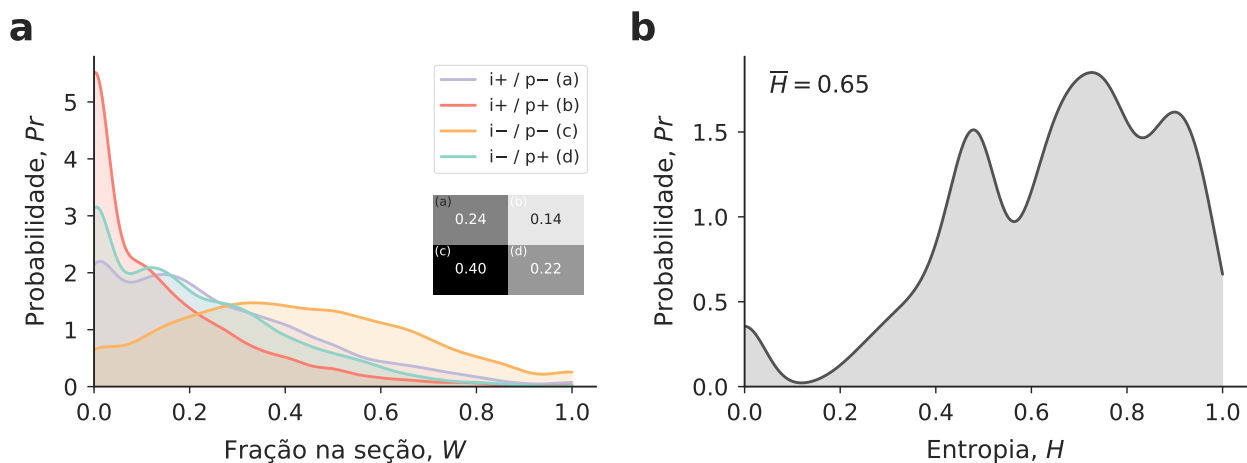 a
Probabilidade, Pr
5
4
3
2
1
0
0.0 0.2 0.4 0.6 0.8 1.0
Fração na seção, W
i+ / p− (a)
i+ / p+ (b)
i− / p− (c)
i− / p+ (d)
(a) (b)
0.24 0.14
(c) (d)
0.40 0.22
b
Probabilidade, Pr
H̅ = 0.65
1.5
1.0
0.5
0.0
0.0 0.2 0.4 0.6 0.8 1.0
Entropia, H